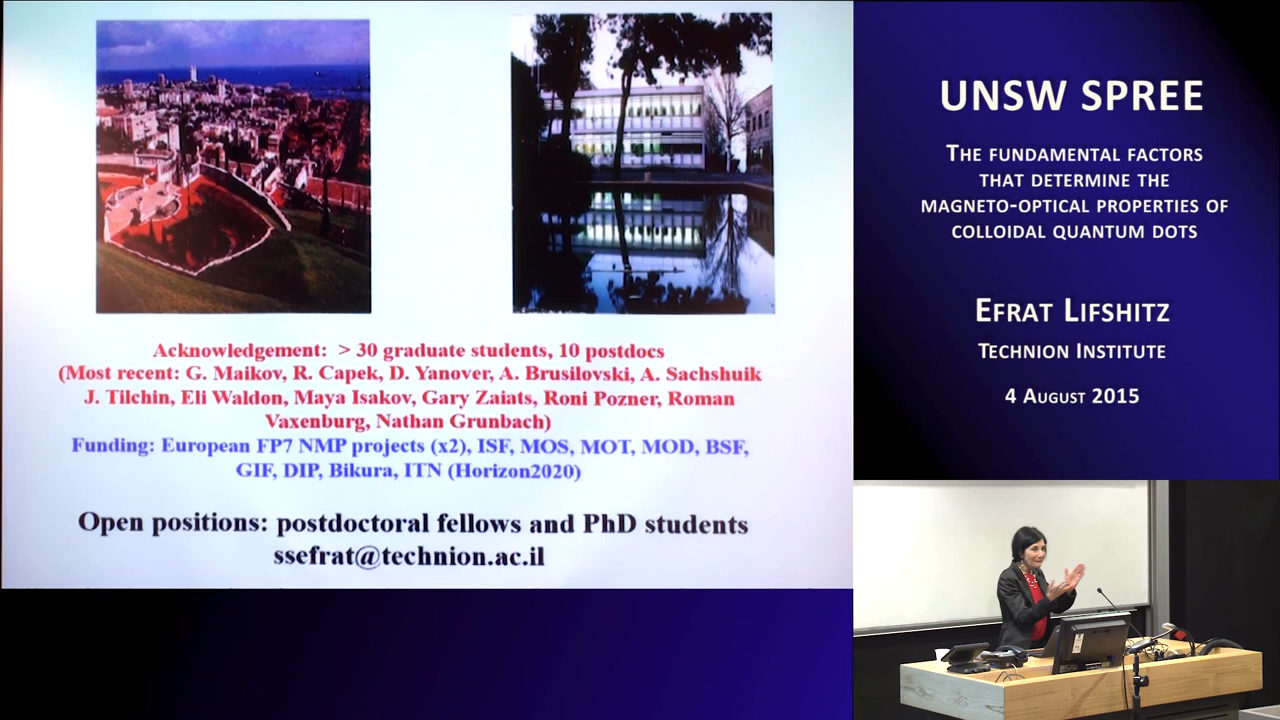 Acknowledgement: > 30 graduate students, 10 postdocs
(Most recent: G. Maikov, R. Capek, D. Yanover, A. Brusilovski, A. Sachshuik
J. Tilchin, Eli Waldon, Maya Isakov, Gary Zaiats, Roni Pozner, Roman
Vaxenburg, Nathan Grunbach)
Funding: European FP7 NMP projects (x2), ISF, MOS, MOT, MOD, BSF,
GIF, DIP, Bikura, ITN (Horizon2020)
Open positions: postdoctoral fellows and PhD students
ssefrat@technion.ac.il
UNSW SPREE
The fundamental factors
that determine the
magneto-optical properties of
colloidal quantum dots
Efrat Lifshitz
Technion Institute
4 August 2015